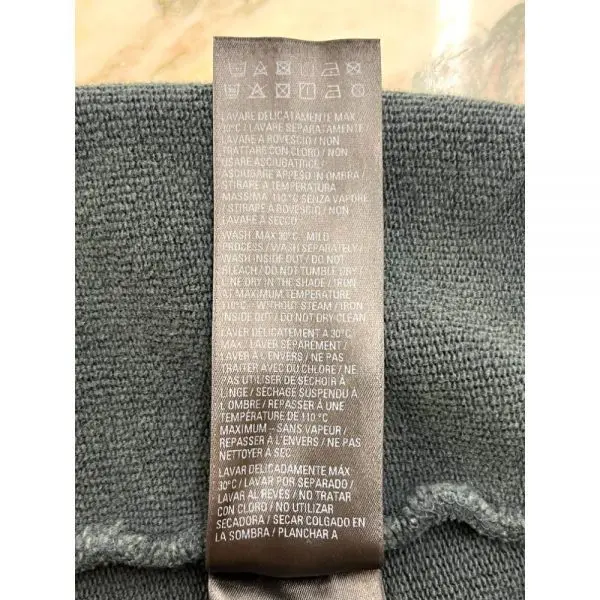 LAVARE DELICATAMENTE MAX
30°C / LAVARE SEPARATAMENTE /
LAVARE A ROVESCIO / NON
TRATTARE CON CLORO / NON
USARE ASCIUGATRICE /
ASCIUGARE APPESO IN OMBRA /
STIRARE A TEMPERATURA
MASSIMA 110 °C SENZA VAPORE
/ STIRARE A ROVESCIO / NON
LAVARE A SECCO
WASH MAX 30°C - MILD
PROCESS / WASH SEPARATELY /
WASH INSIDE OUT / DO NOT
BLEACH / DO NOT TUMBLE DRY /
LINE DRY IN THE SHADE / IRON
AT MAXIMUM TEMPERATURE
110°C - WITHOUT STEAM / IRON
INSIDE OUT / DO NOT DRY CLEAN
LAVER DELICATEMENT A 30°C
MAX / LAVER SÉPARÉMENT /
LAVER À L'ENVERS / NE PAS
TRAITER AVEC DU CHLORE / NE
PAS UTILISER DE SÉCHOIR À
LINGE / SÉCHAGE SUSPENDU À
L'OMBRE / REPASSER À UNE
TEMPÉRATURE DE 110 °C
MAXIMUM – SANS VAPEUR /
REPASSER À L'ENVERS / NE PAS
NETTOYER À SEC
LAVAR DELICADAMENTE MÁX
30°C / LAVAR POR SEPARADO /
LAVAR AL REVÉS / NO TRATAR
CON CLORO / NO UTILIZAR
SECADORA / SECAR COLGADO EN
LA SOMBRA / PLANCHAR A